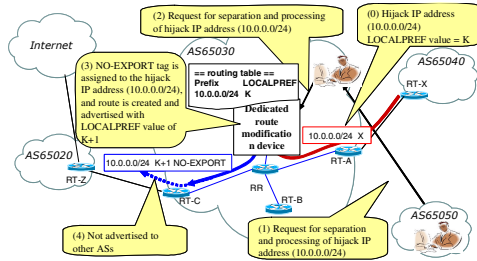 (2) Request for separation and processing
of hijack IP address (10.0.0.0/24)
(0) Hijack IP address
(10.0.0.0/24)
LOCALPREF value = K
Internet
AS65030
AS65040
(3) NO-EXPORT tag is
assigned to the hijack
IP address (10.0.0.0/24),
and route is created and
advertised with
LOCALPREF value of
K+1
== routing table ==
Prefix LOCALPREF
10.0.0.0/24 K
RT-X
Dedicated
route
modificatio
n device
10.0.0.0/24 X
RT-A
AS65020
10.0.0.0/24 K+1 NO-EXPORT
RT-Z
RR
RT-C
RT-B
AS65050
(4) Not advertised to
other ASs
(1) Request for separation
and processing of hijack IP
address (10.0.0.0/24)